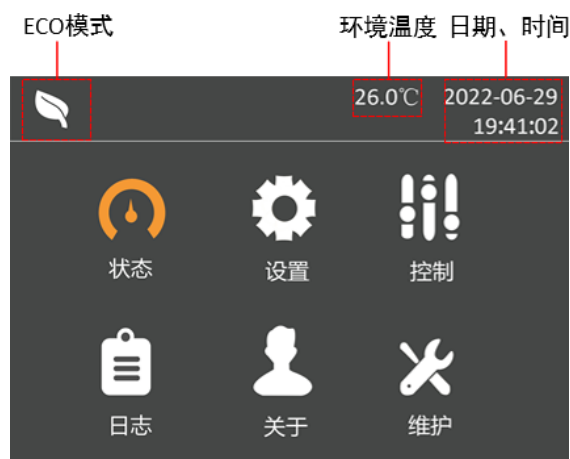 ECO模式 环境温度 日期、时间
26.0℃ 2022-06-29
19:41:02
状态 设置 控制
日志 关于 维护